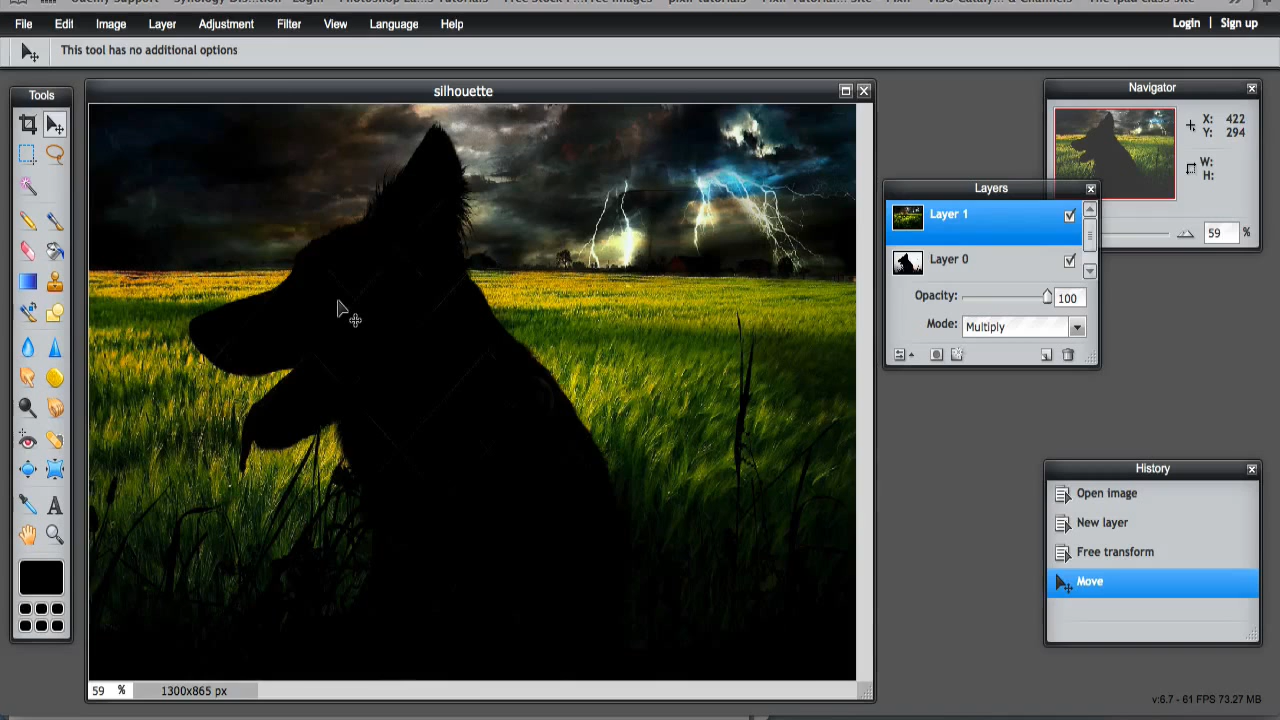 File Edit Image Layer Adjustment Filter View Language Help Login | Sign up
This tool has no additional options
Tools
silhouette
Navigator
X: 422
Y: 294
W:
H:
59 %
Layers
Layer 1
Layer 0
Opacity: 100
Mode: Multiply
History
Open image
New layer
Free transform
Move
59 % 1300x865 px
v:6.7 - 61 FPS 73.27 MB